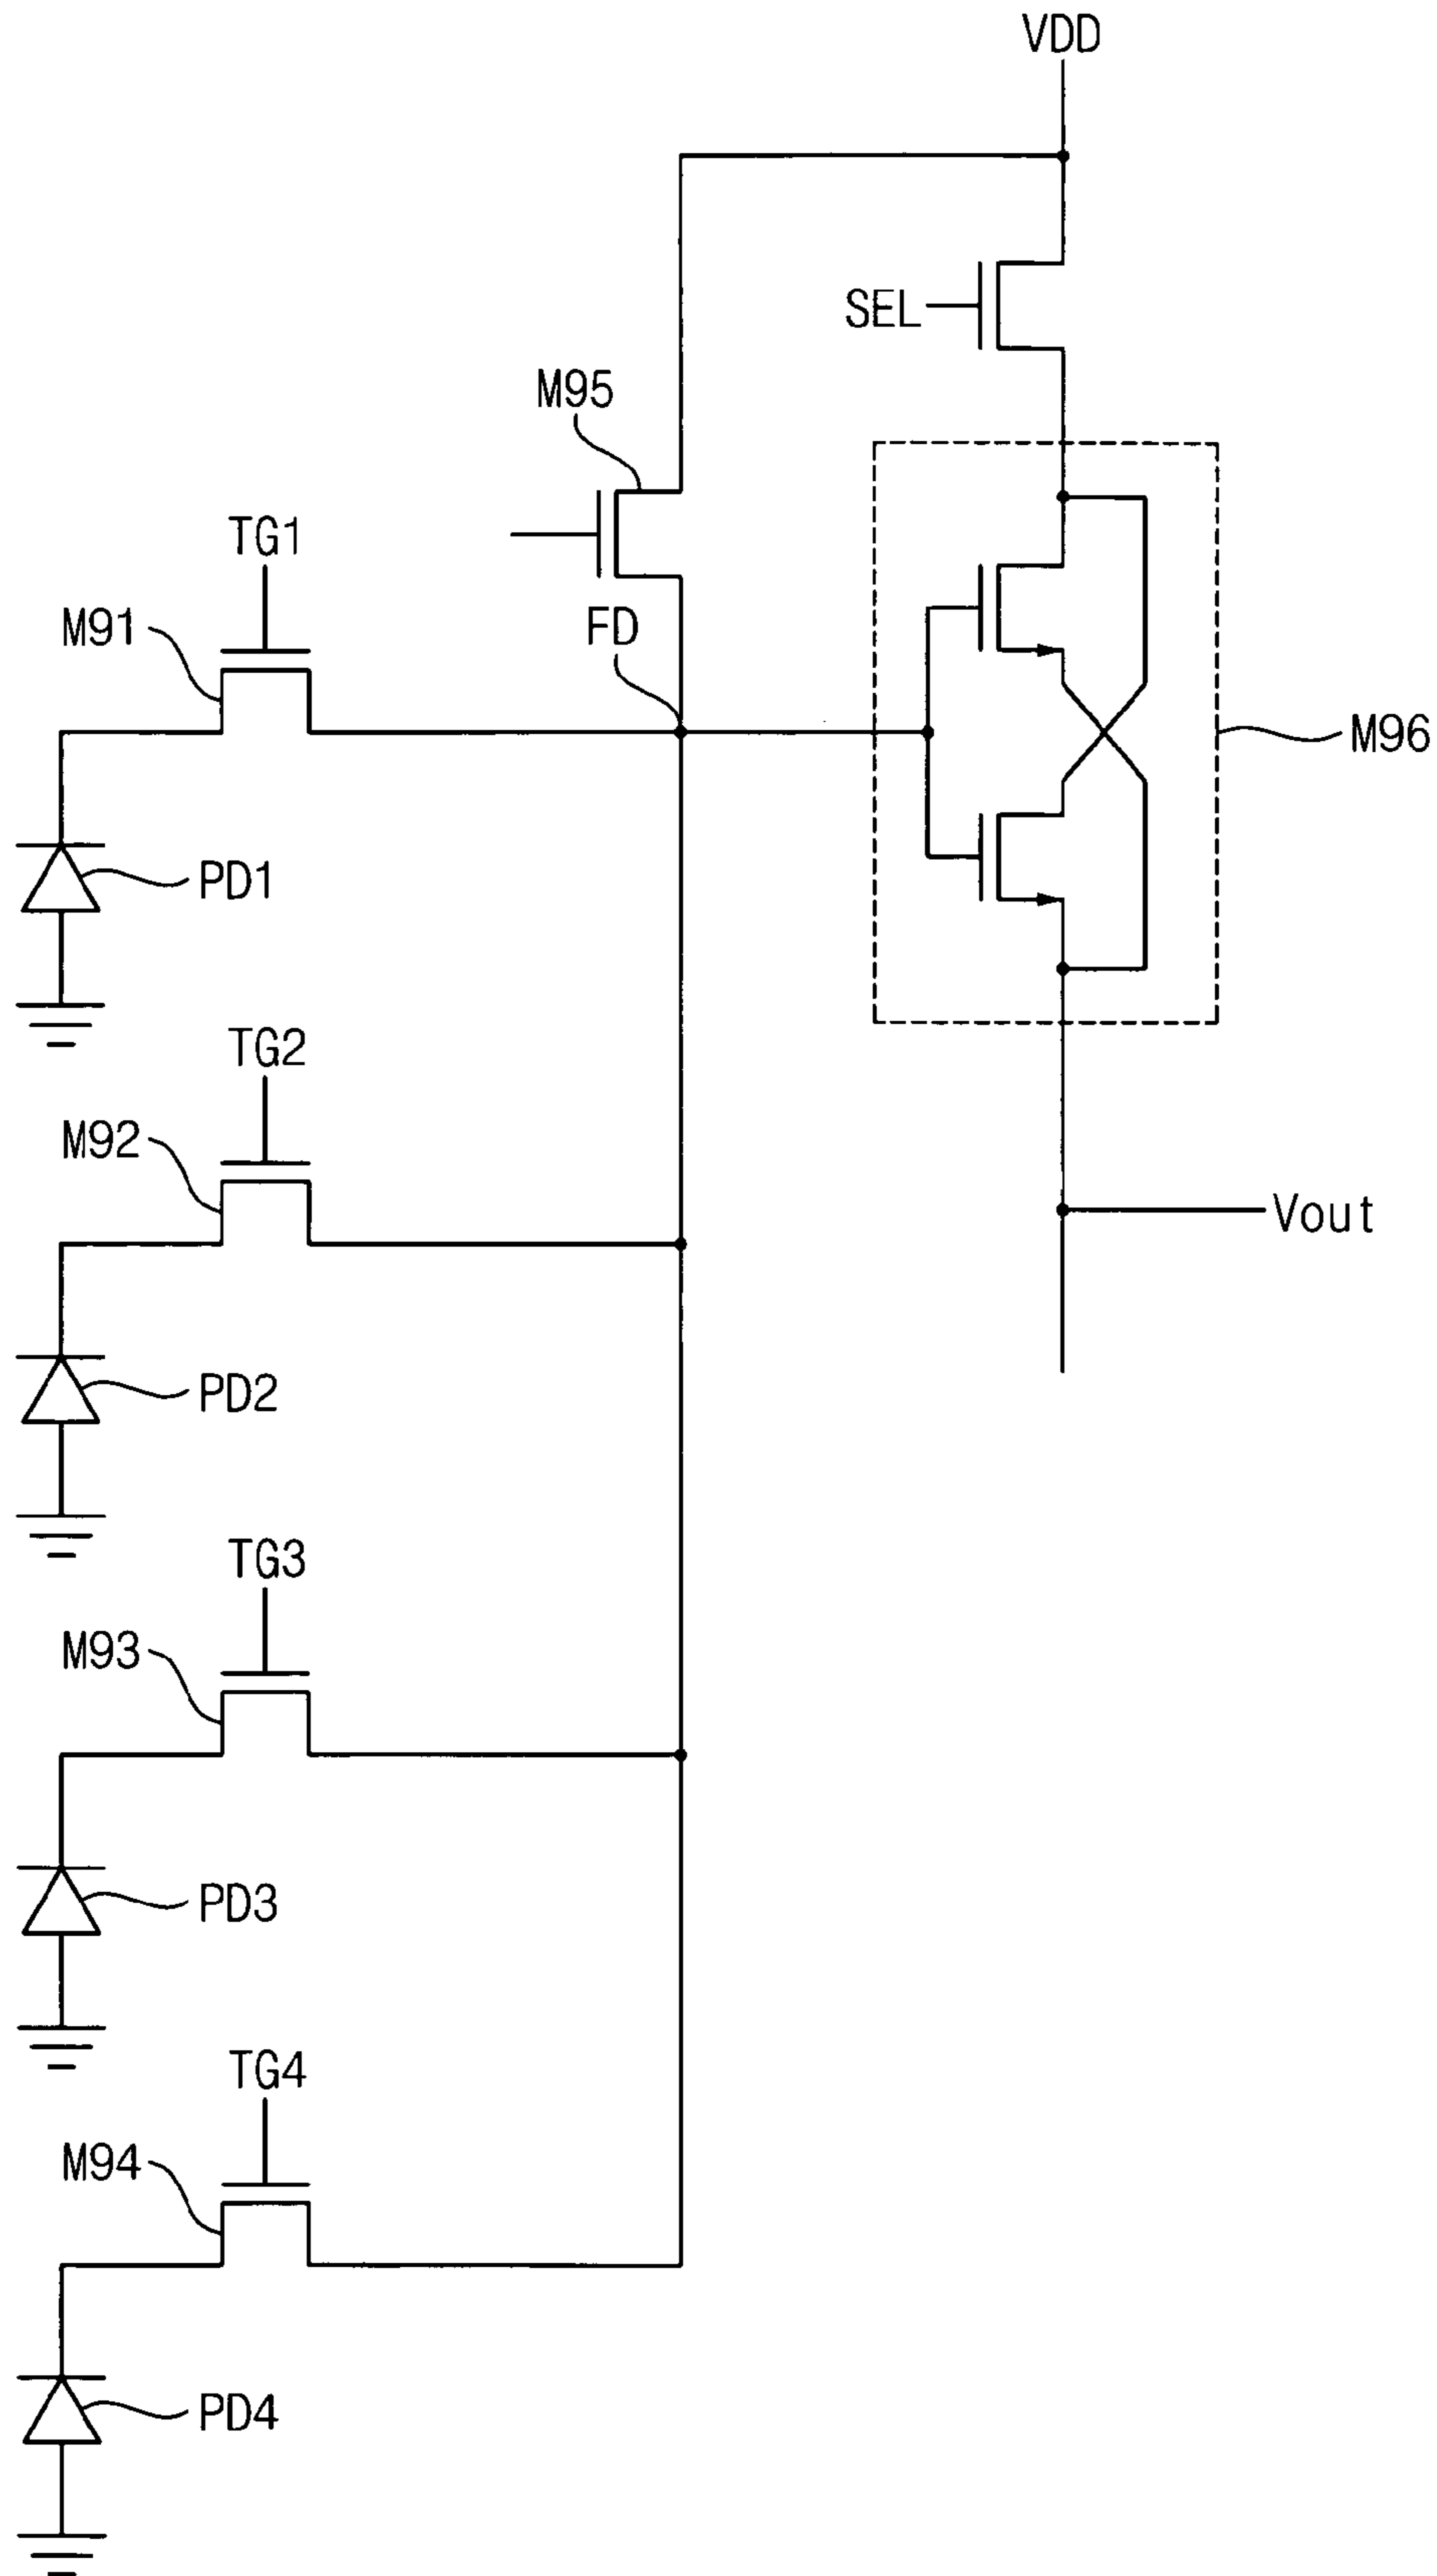 VDD
SEL
M95
TG1
M91
FD
M96
PD1
TG2
M92
Vout
PD2
TG3
M93
PD3
TG4
M94
PD4